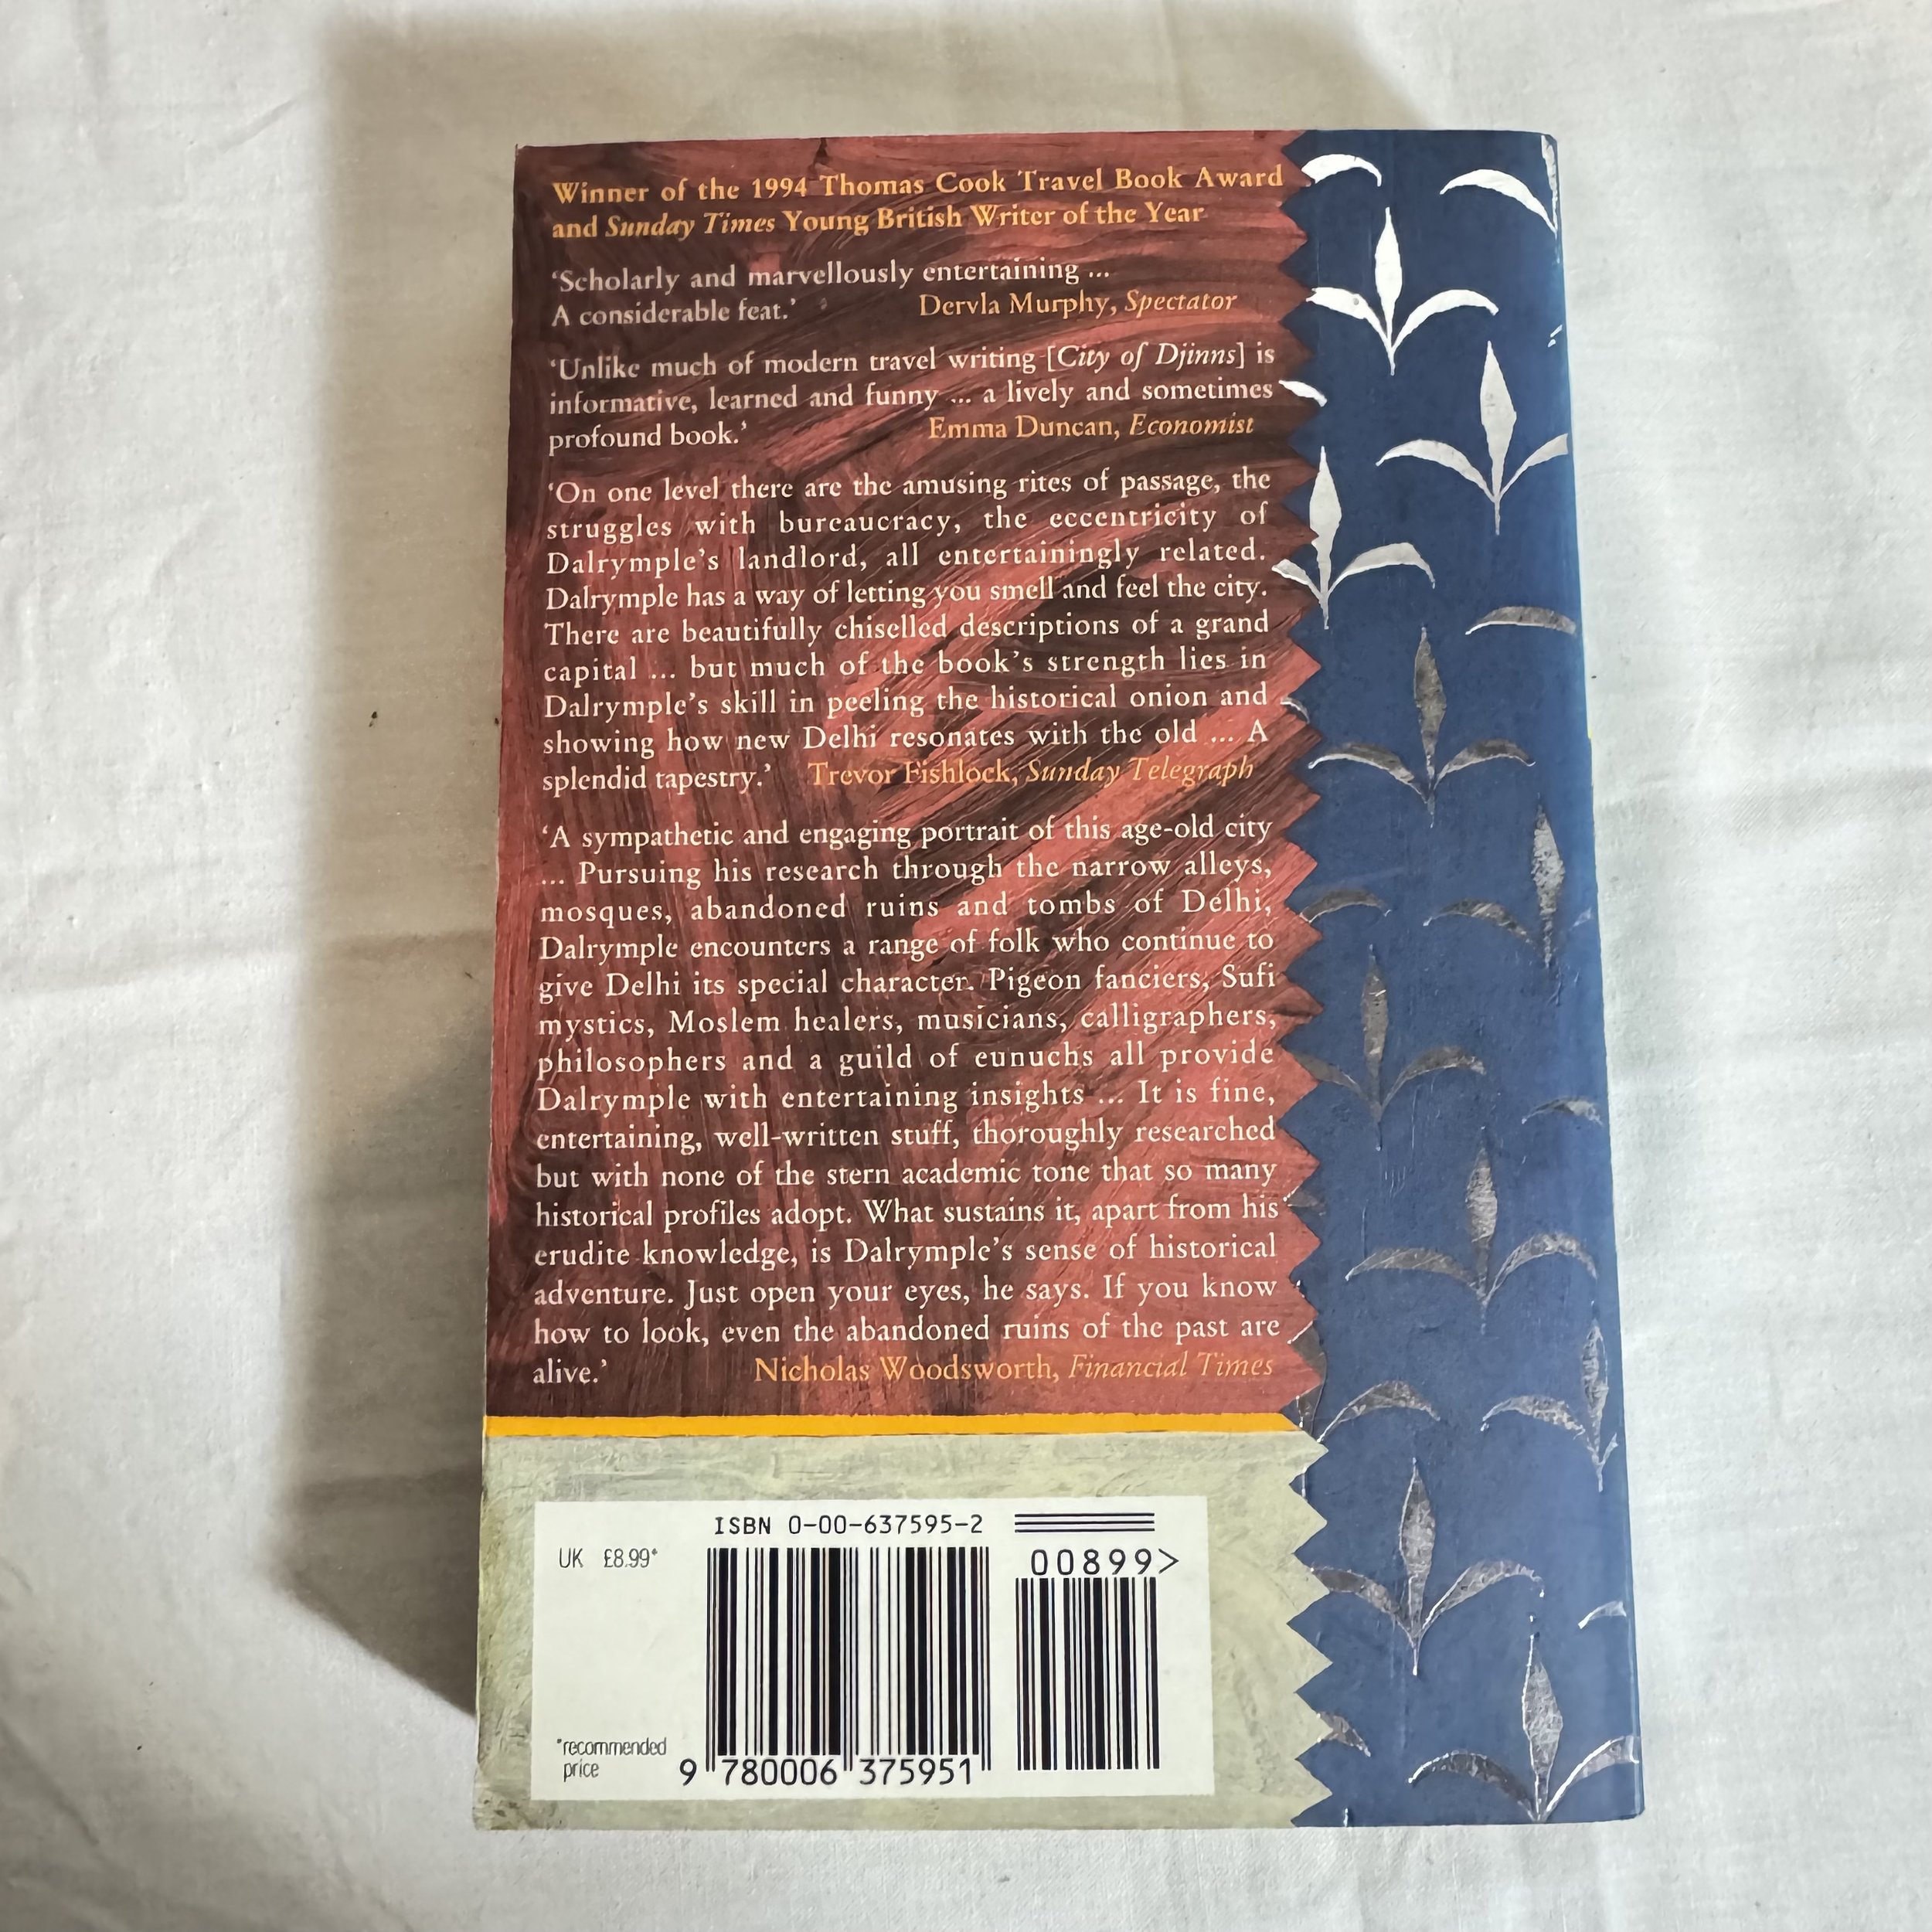 Winner of the 1994 Thomas Cook Travel Book Award
and Sunday Times Young British Writer of the Year
‘Scholarly and marvellously entertaining ...
A considerable feat.’ Dervla Murphy, Spectator
‘Unlike much of modern travel writing [City of Djinns] is
informative, learned and funny ... a lively and sometimes
profound book.’ Emma Duncan, Economist
‘On one level there are the amusing rites of passage, the
struggles with bureaucracy, the eccentricity of
Dalrymple’s landlord, all entertainingly related.
Dalrymple has a way of letting you smell and feel the city.
There are beautifully chiselled descriptions of a grand
capital ... but much of the book’s strength lies in
Dalrymple’s skill in peeling the historical onion and
showing how new Delhi resonates with the old ... A
splendid tapestry.’ Trevor Fishlock, Sunday Telegraph
‘A sympathetic and engaging portrait of this age-old city
... Pursuing his research through the narrow alleys,
mosques, abandoned ruins and tombs of Delhi,
Dalrymple encounters a range of folk who continue to
give Delhi its special character. Pigeon fanciers, Sufi
mystics, Moslem healers, musicians, calligraphers,
philosophers and a guild of eunuchs all provide
Dalrymple with entertaining insights ... It is fine,
entertaining, well-written stuff, thoroughly researched
but with none of the stern academic tone that so many
historical profiles adopt. What sustains it, apart from his
erudite knowledge, is Dalrymple’s sense of historical
adventure. Just open your eyes, he says. If you know
how to look, even the abandoned ruins of the past are
alive.’ Nicholas Woodsworth, Financial Times
ISBN 0-00-637595-2
UK £8.99*
00899>
*recommended
price
9 780006 375951